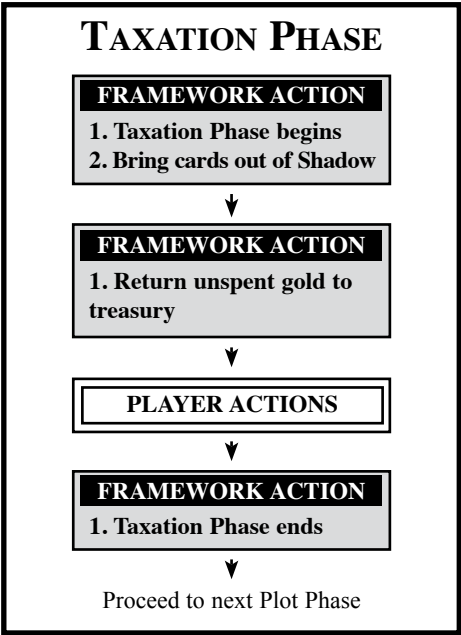 TAXATION PHASE
FRAMEWORK ACTION
1. Taxation Phase begins
2. Bring cards out of Shadow
FRAMEWORK ACTION
1. Return unspent gold to
treasury
PLAYER ACTIONS
FRAMEWORK ACTION
1. Taxation Phase ends
Proceed to next Plot Phase